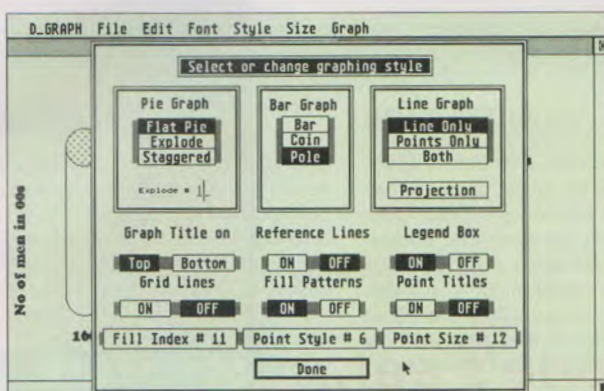 D_GRAPH File Edit Font Style Size Graph
Select or change graphing style
Pie Graph
Flat Pie
Explode
Staggered
Explode # 1
Bar Graph
Bar
Coin
Pole
Line Graph
Line Only
Points Only
Both
Projection
Graph Title on
Top Bottom
Reference Lines
ON OFF
Legend Box
ON OFF
Grid Lines
ON OFF
Fill Patterns
ON OFF
Point Titles
ON OFF
Fill Index # 11 Point Style # 6 Point Size # 12
Done
No of men in 00s